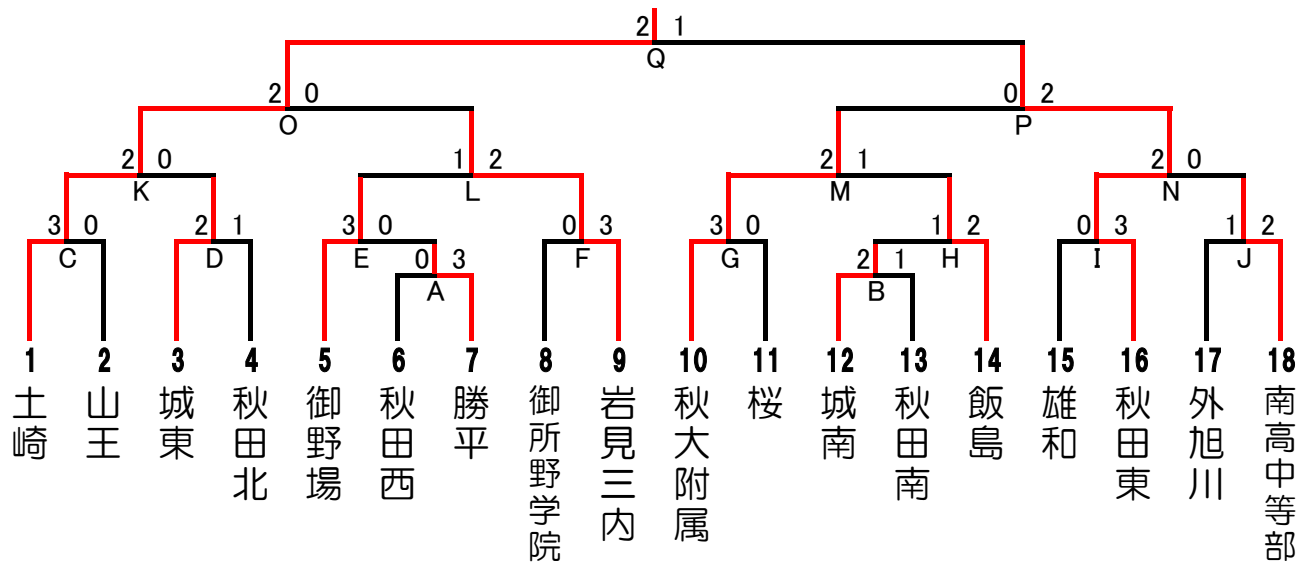 2 1
Q
2 0
0 2
O
P
2 0
1 2
2 1
2 0
K
L
M
N
3 0
2 1
3 0
0 3
3 0
1 2
0 3
1 2
C
D
E
F
G
H
I
J
0 3
2 1
A
B
1
2
3
4
5
6
7
8
9
10
11
12
13
14
15
16
17
18
土崎
山王
城東
秋田北
御野場
秋田西
勝平
御所野学院
岩見三内
秋大附属
桜
城南
秋田南
飯島
雄和
秋田東
外旭川
南高中等部